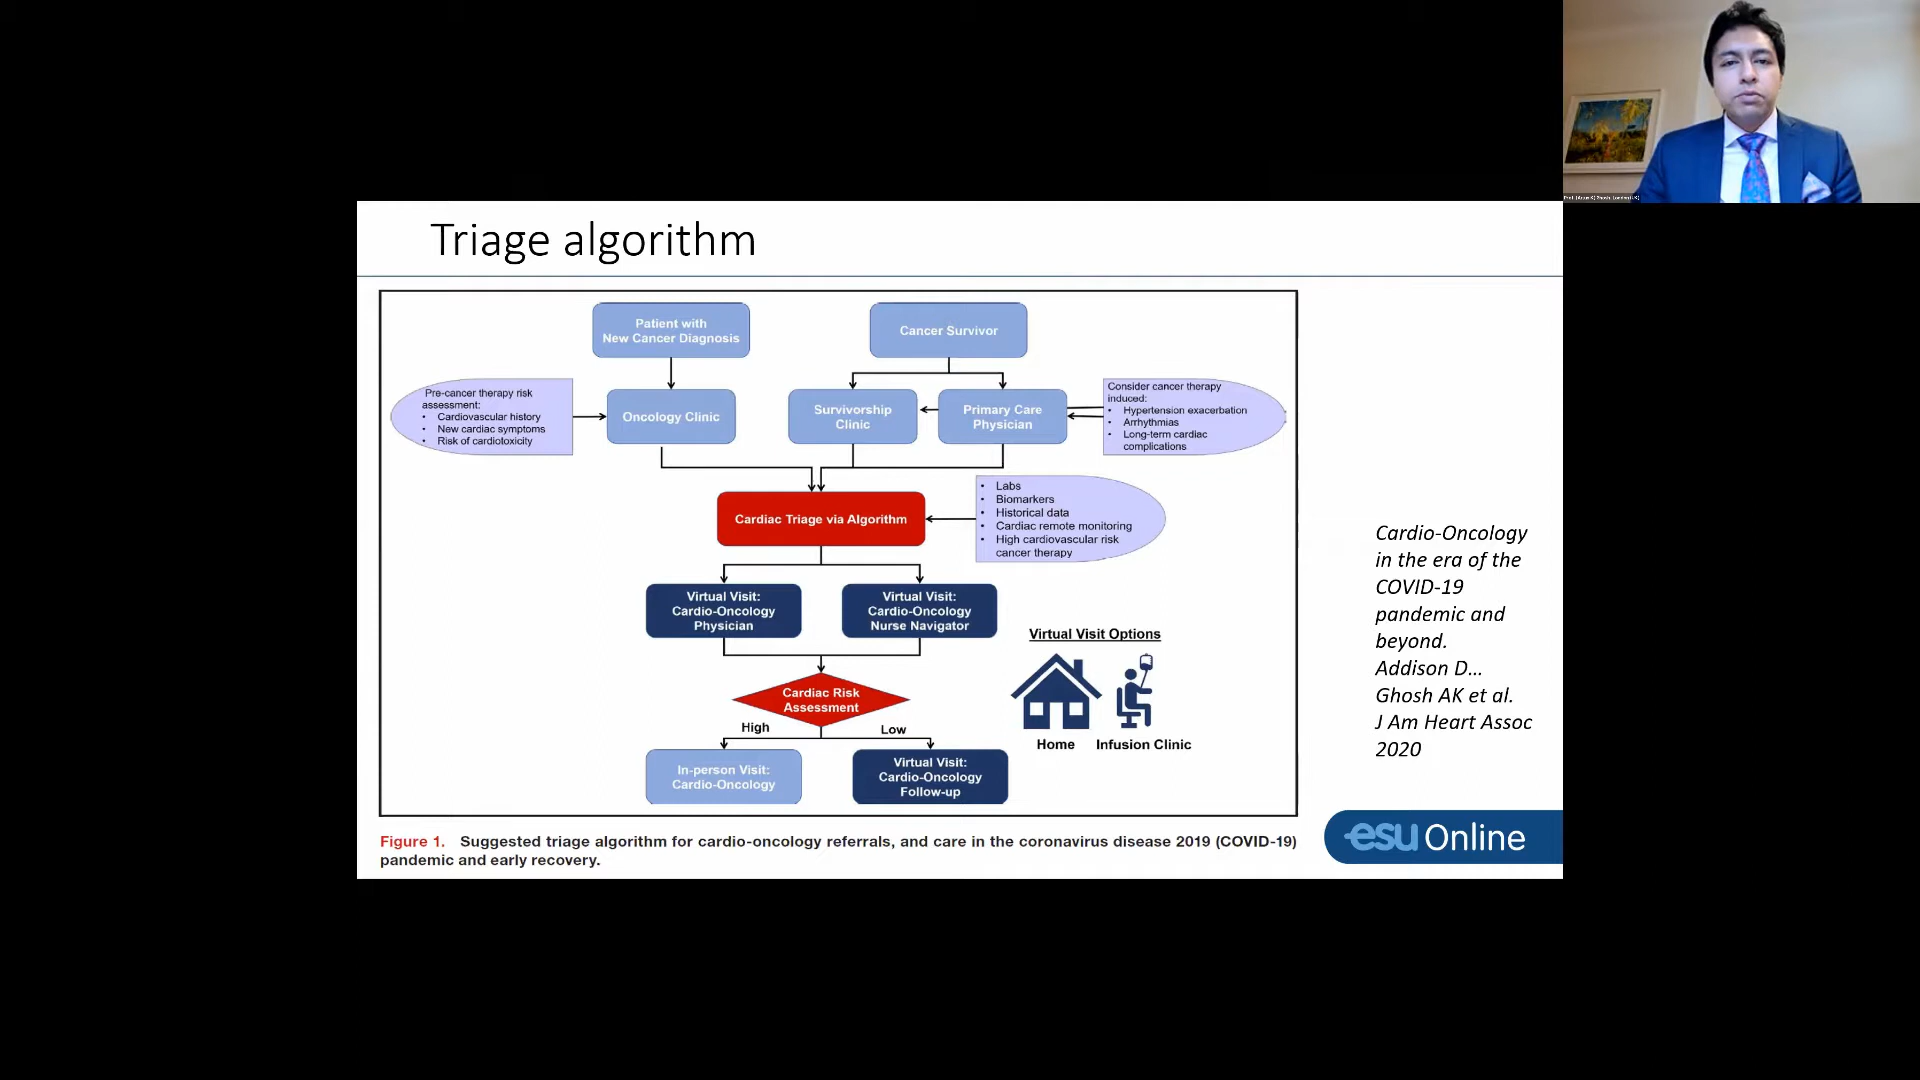 Triage algorithm
Patient with
New Cancer Diagnosis
Cancer Survivor
Pre-cancer therapy risk
assessment:
• Cardiovascular history
• New cardiac symptoms
• Risk of cardiotoxicity
Oncology Clinic
Survivorship
Clinic
Primary Care
Physician
Consider cancer therapy
induced:
• Hypertension exacerbation
• Arrhythmias
• Long-term cardiac
complications
Cardiac Triage via Algorithm
• Labs
• Biomarkers
• Historical data
• Cardiac remote monitoring
• High cardiovascular risk
cancer therapy
Virtual Visit:
Cardio-Oncology
Physician
Virtual Visit:
Cardio-Oncology
Nurse Navigator
Virtual Visit Options
Home
Infusion Clinic
Cardiac Risk
Assessment
High
Low
In-person Visit:
Cardio-Oncology
Virtual Visit:
Cardio-Oncology
Follow-up
Figure 1. Suggested triage algorithm for cardio-oncology referrals, and care in the coronavirus disease 2019 (COVID-19)
pandemic and early recovery.
Cardio-Oncology
in the era of the
COVID-19
pandemic and
beyond.
Addison D...
Ghosh AK et al.
J Am Heart Assoc
2020
esu Online